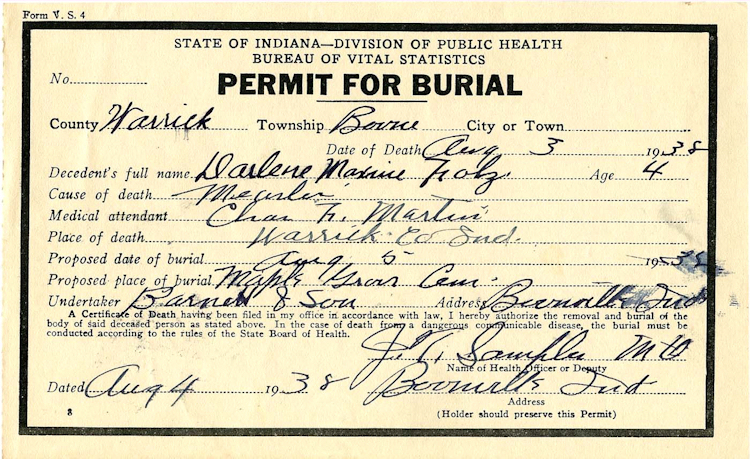 Form V. S. 4
STATE OF INDIANA—DIVISION OF PUBLIC HEALTH
BUREAU OF VITAL STATISTICS
No.
PERMIT FOR BURIAL
County Warrick Township Boone City or Town
Date of Death Aug 3 1938
Decedent's full name Darlene Maxine Age 4
Cause of death Measles
Medical attendant Chas F. Martin
Place of death Warrick Co Ind.
Proposed date of burial Aug 5 1938
Proposed place of burial Maple Grove Cem.
Undertaker Barnett & Son Address Boonville Ind
A Certificate of Death having been filed in my office in accordance with law, I hereby authorize the removal and burial of the
body of said deceased person as stated above. In the case of death from a dangerous communicable disease, the burial must be
conducted according to the rules of the State Board of Health.
J. T. Samples MD
Name of Health Officer or Deputy
Dated Aug 4 1938 Boonville Ind
Address
8 (Holder should preserve this Permit)